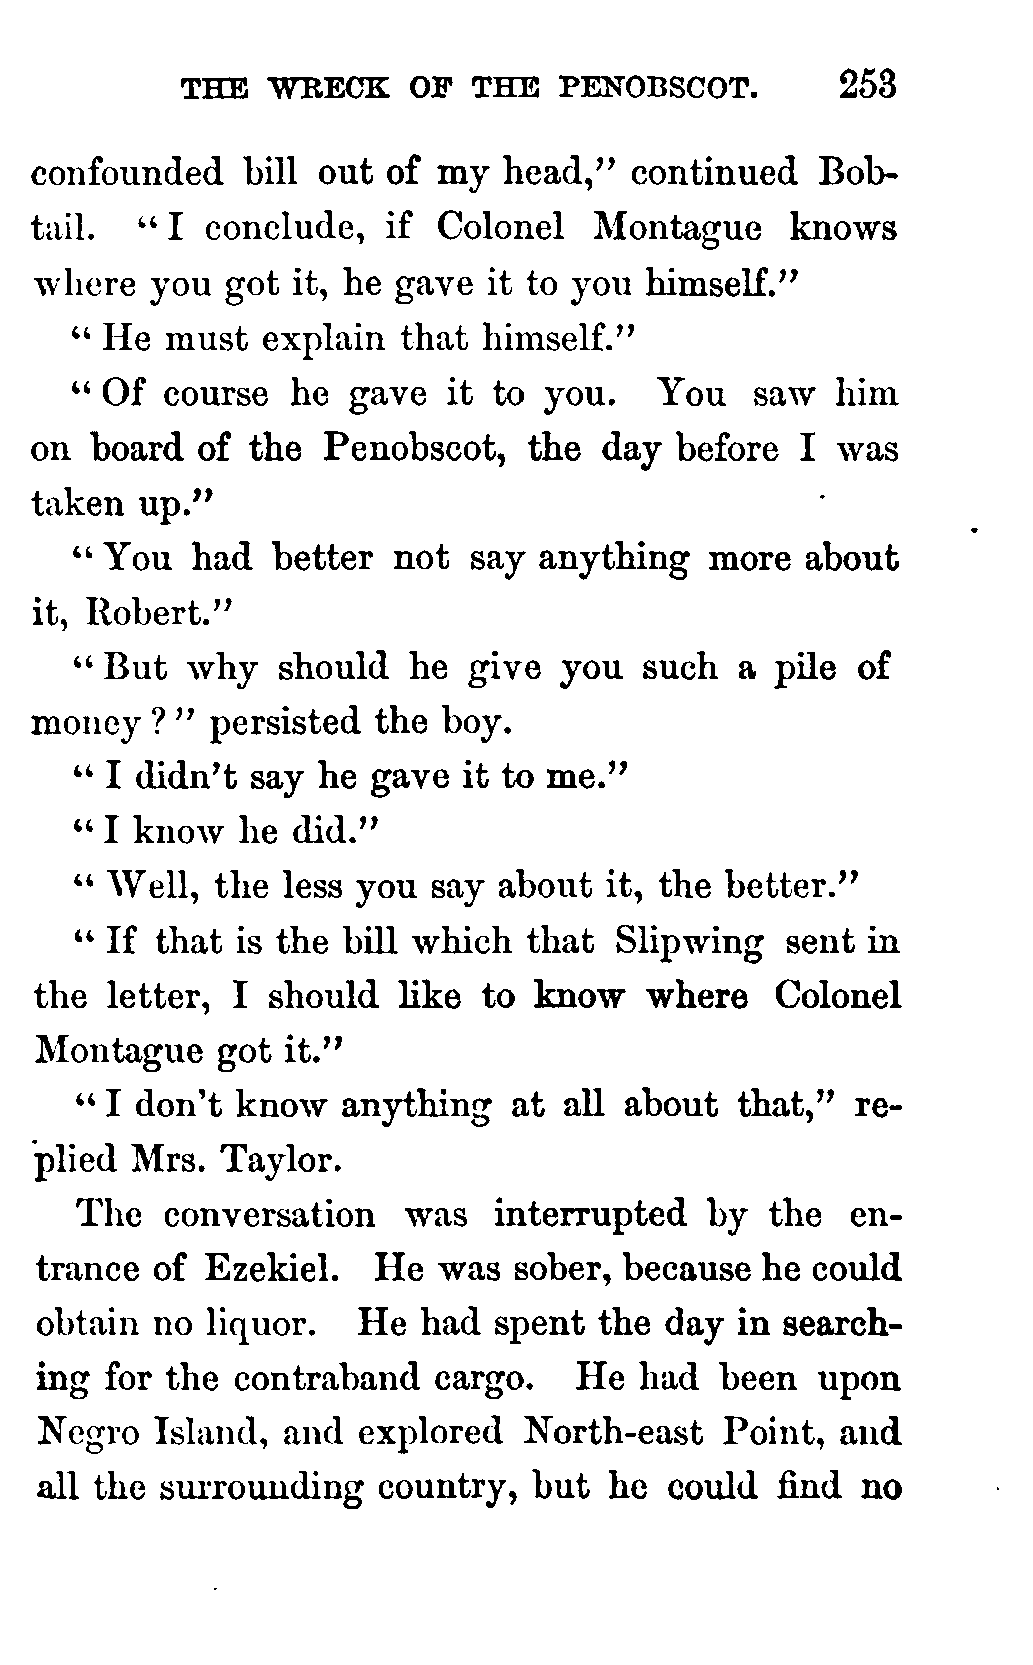 THE WRECK OF THE PENOBSCOT. 253
confounded bill out of my head," continued Bob-
tail. "I conclude, if Colonel Montague knows
where you got it, he gave it to you himself."
"He must explain that himself."
"Of course he gave it to you. You saw him
on board of the Penobscot, the day before I was
taken up."
"You had better not say anything more about
it, Robert."
"But why should he give you such a pile of
money?" persisted the boy.
"I didn't say he gave it to me."
"I know he did."
"Well, the less you say about it, the better."
"If that is the bill which that Slipwing sent in
the letter, I should like to know where Colonel
Montague got it."
"I don't know anything at all about that," re-
plied Mrs. Taylor.
The conversation was interrupted by the en-
trance of Ezekiel. He was sober, because he could
obtain no liquor. He had spent the day in search-
ing for the contraband cargo. He had been upon
Negro Island, and explored North-east Point, and
all the surrounding country, but he could find no